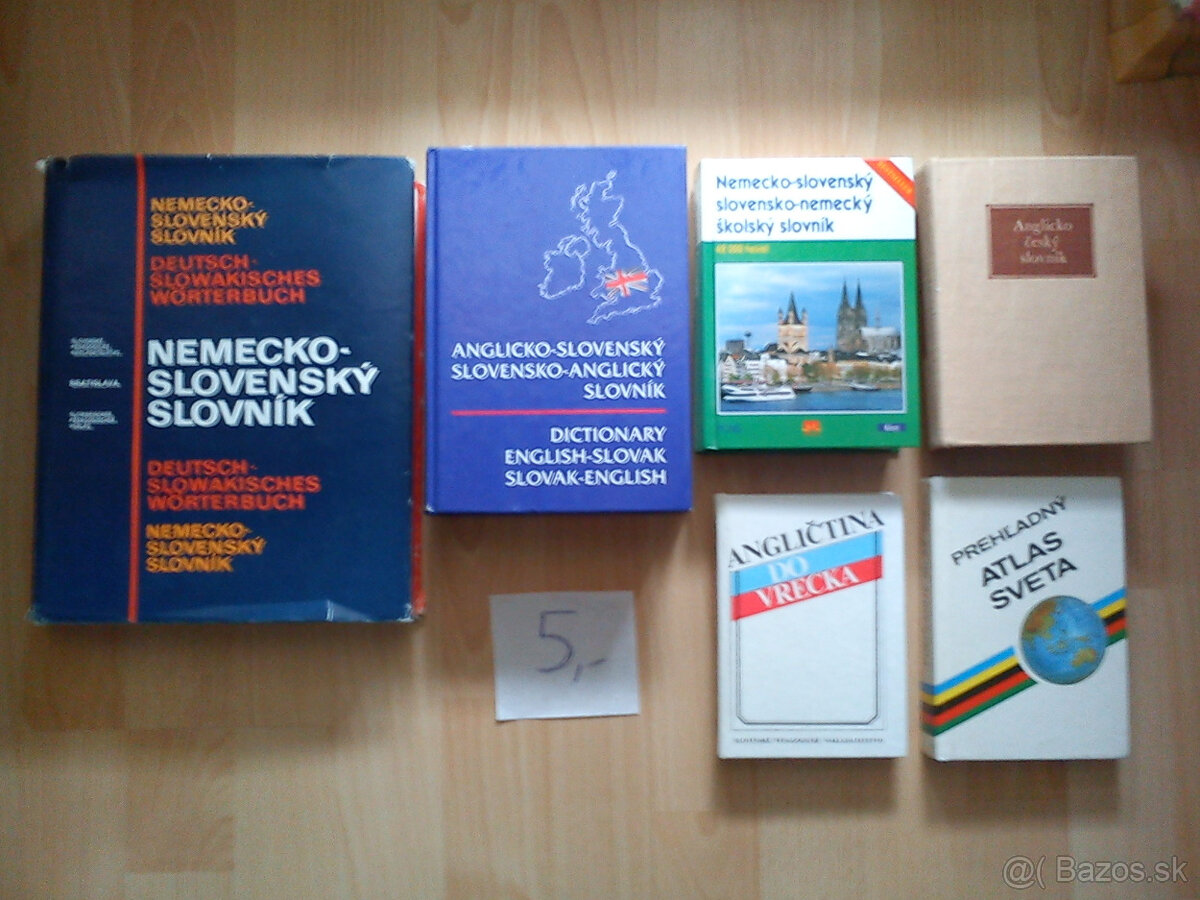 NEMECKO-
SLOVENSKÝ
SLOVNÍK
DEUTSCH-
SLOWAKISCHES
WÖRTERBUCH
NEMECKO-
SLOVENSKÝ
SLOVNÍK
BRATISLAVA
DEUTSCH-
SLOWAKISCHES
WÖRTERBUCH
NEMECKO-
SLOVENSKÝ
SLOVNÍK
ANGLICKO-SLOVENSKÝ
SLOVENSKO-ANGLICKÝ
SLOVNÍK
DICTIONARY
ENGLISH-SLOVAK
SLOVAK-ENGLISH
Nemecko-slovenský
slovensko-nemecký
školský slovník
Anglicko
český
slovník
ANGLIČTINA
DO
VRECKA
PREHĽADNÝ
ATLAS
SVETA
5,-
@( Bazos.sk